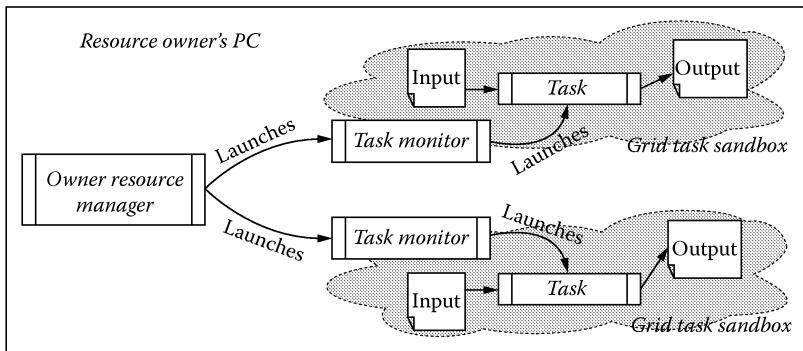 Resource owner's PC
Input
Task
Output
Launches
Task monitor
Launches
Grid task sandbox
Owner resource
manager
Launches
Task monitor
Launches
Output
Input
Task
Grid task sandbox